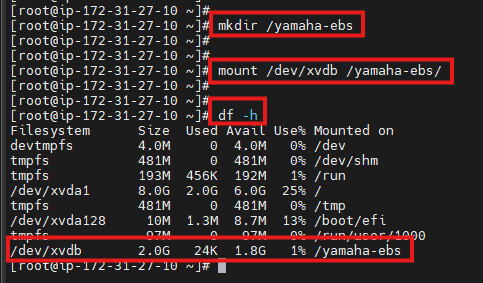 [root@ip-172-31-27-10 ~]#
[root@ip-172-31-27-10 ~]# mkdir /yamaha-ebs
[root@ip-172-31-27-10 ~]#
[root@ip-172-31-27-10 ~]#
[root@ip-172-31-27-10 ~]# mount /dev/xvdb /yamaha-ebs/
[root@ip-172-31-27-10 ~]#
[root@ip-172-31-27-10 ~]#
[root@ip-172-31-27-10 ~]# df -h
Filesystem Size Used Avail Use% Mounted on
devtmpfs 4.0M 0 4.0M 0% /dev
tmpfs 481M 0 481M 0% /dev/shm
tmpfs 193M 456K 192M 1% /run
/dev/xvda1 8.0G 2.0G 6.0G 25% /
tmpfs 481M 0 481M 0% /tmp
/dev/xvda128 10M 1.3M 8.7M 13% /boot/efi
tmpfs 97M 0 97M 0% /run/user/1000
/dev/xvdb 2.0G 24K 1.8G 1% /yamaha-ebs
[root@ip-172-31-27-10 ~]#